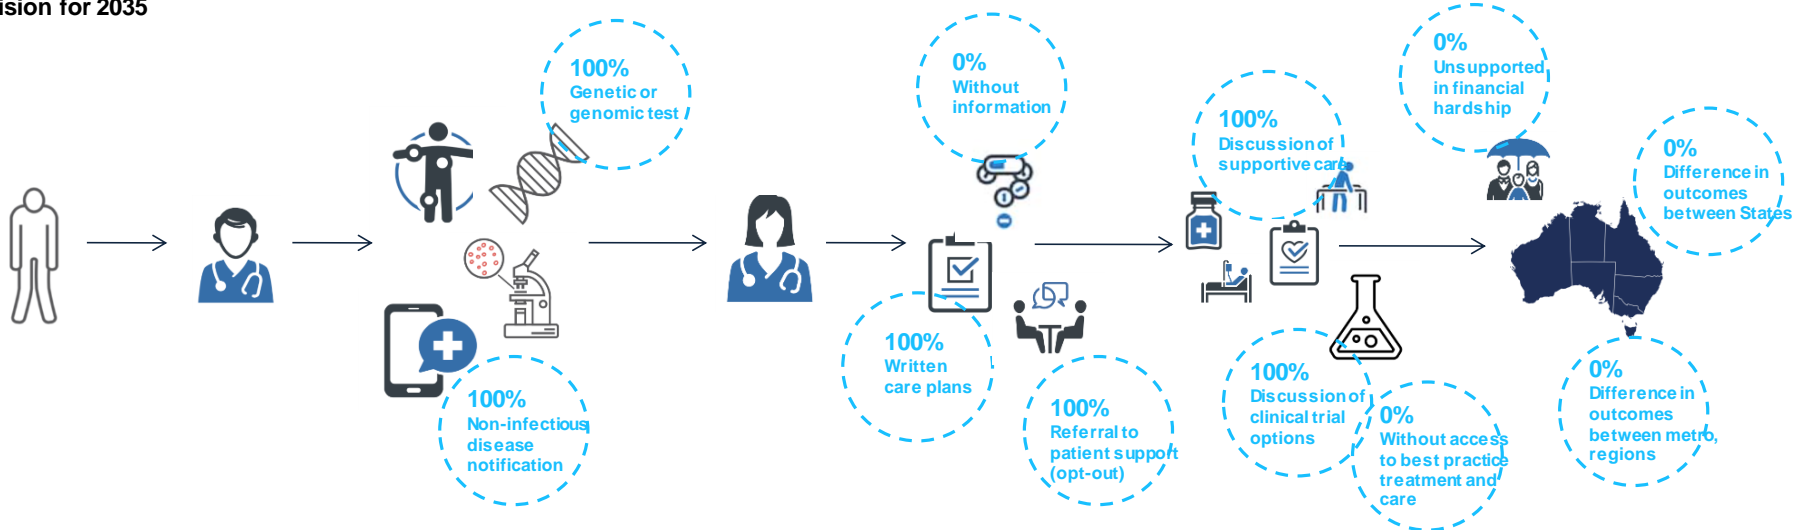 ision for 2035
100%
Genetic or
genomic test
100%
Non-infectious
disease
notification
0%
Without
information
100%
Written
care plans
100%
Referral to
patient support
(opt-out)
100%
Discussion of
supportive care
100%
Discussion of
clinical trial
options
0%
Without access
to best practice
treatment and
care
0%
Unsupported
in financial
hardship
0%
Difference in
outcomes
between States
0%
Difference in
outcomes
between metro,
regions